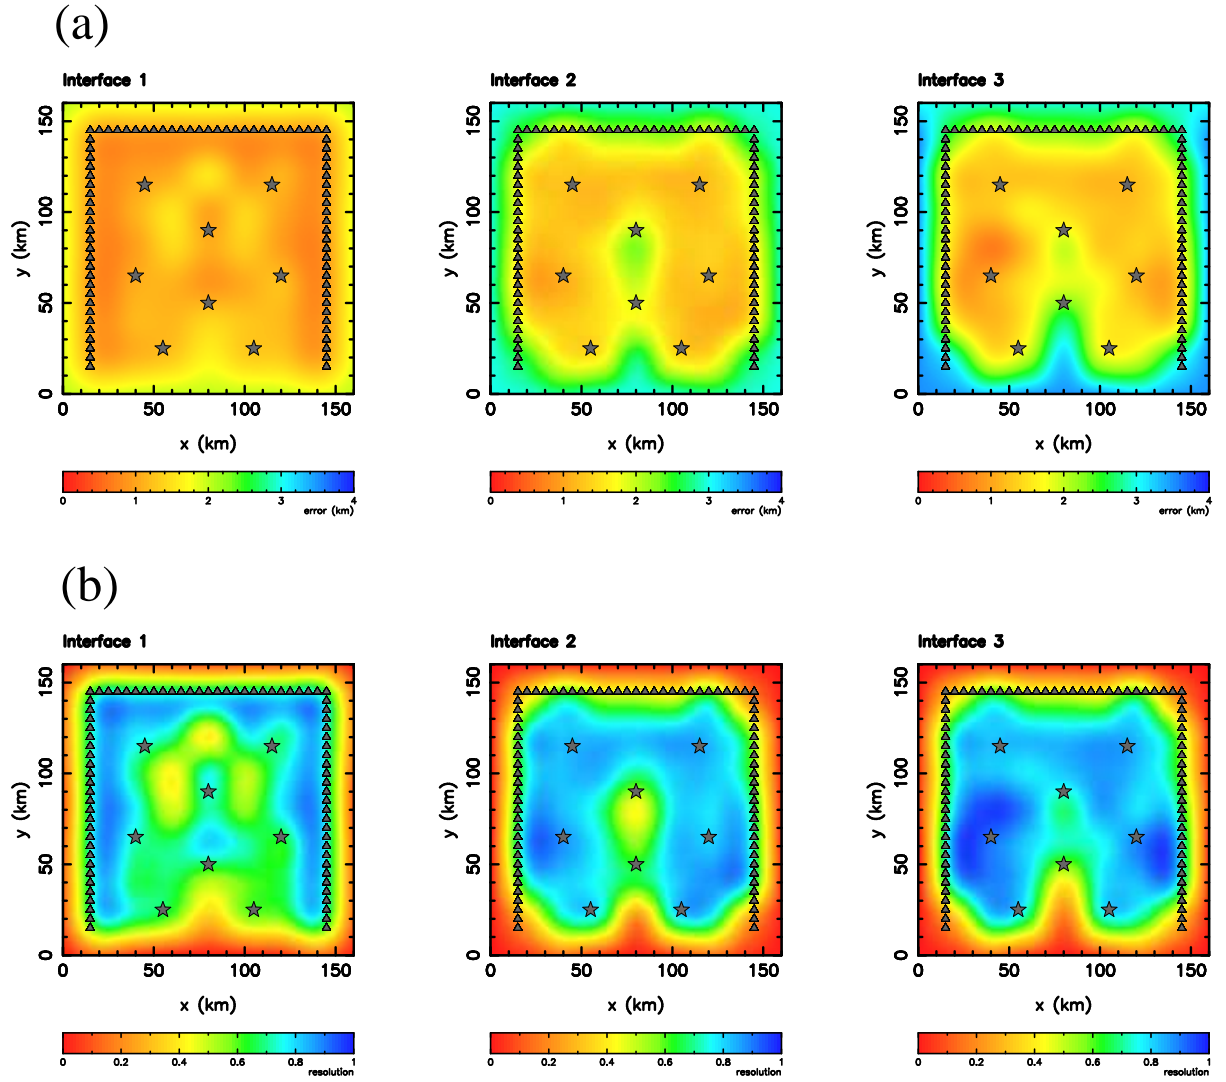 (a)
Interface 1 Interface 2 Interface 3
150 150 150
y (km) y (km) y (km)
100 100 100
50 50 50
0 0 0
0 50 100 150 0 50 100 150 0 50 100 150
x (km) x (km) x (km)
0 1 2 3 4 0 1 2 3 4 0 1 2 3 4
error (km) error (km) error (km)
(b)
Interface 1 Interface 2 Interface 3
150 150 150
y (km) y (km) y (km)
100 100 100
50 50 50
0 0 0
0 50 100 150 0 50 100 150 0 50 100 150
x (km) x (km) x (km)
0 0.2 0.4 0.6 0.8 1 0 0.2 0.4 0.6 0.8 1 0 0.2 0.4 0.6 0.8 1
resolution resolution resolution